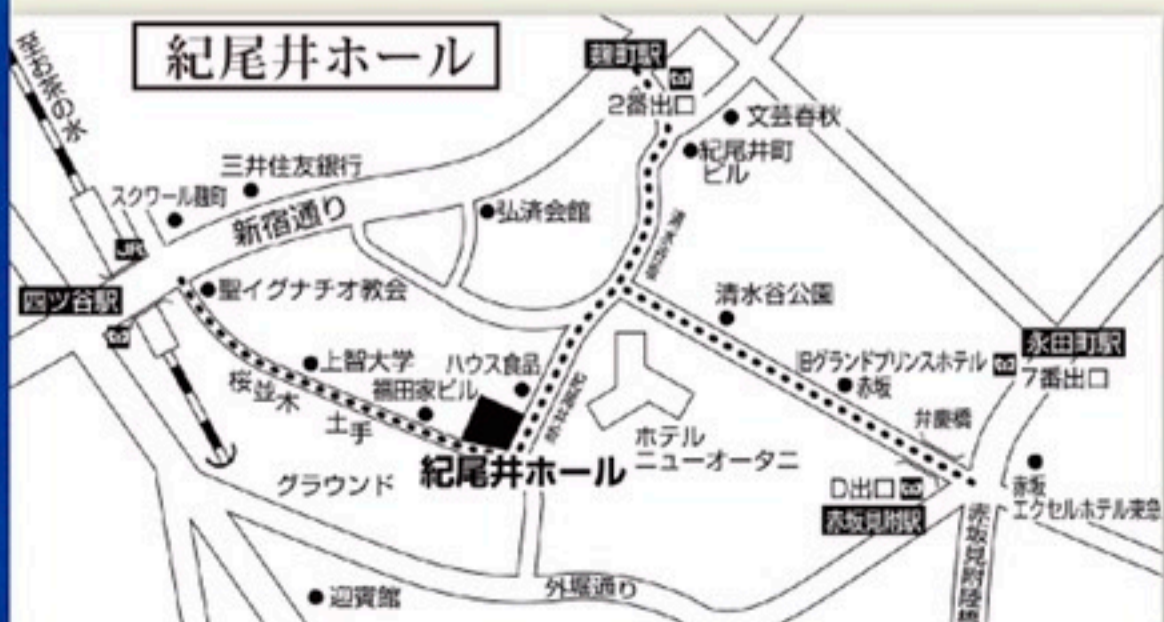 紀尾井ホール
至お茶の水
麹町駅
2番出口
文芸春秋
紀尾井町
ビル
三井住友銀行
スクワール麹町
新宿通り
弘済会館
JR
四ツ谷駅
聖イグナチオ教会
清水谷公園
上智大学
ハウス食品
福田家ビル
桜並木
土手
旧グランドプリンスホテル
赤坂
永田町駅
7番出口
弁慶橋
ホテル
ニューオータニ
紀尾井ホール
グラウンド
D出口
赤坂見附駅
赤坂
エクセルホテル東急
赤坂見附陸橋
外堀通り
迎賓館